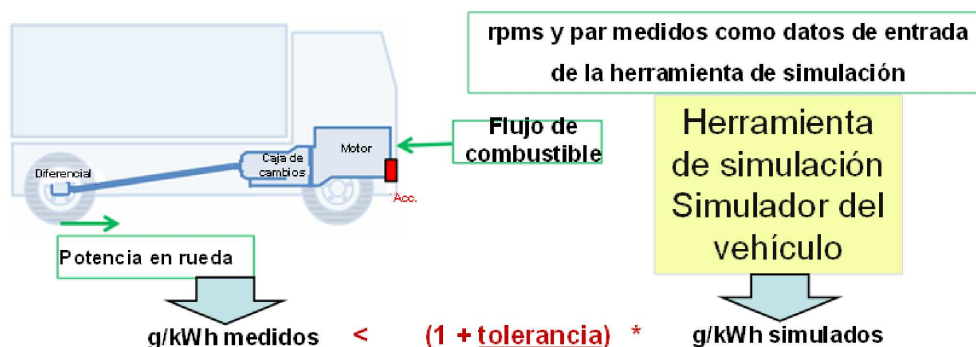 rpms y par medidos como datos de entrada
de la herramienta de simulación
Flujo de
combustible
Motor
Caja de
cambios
Diferencial
Acc.
Potencia en rueda
Herramienta
de simulación
Simulador del
vehículo
g/kWh medidos < (1 + tolerancia) * g/kWh simulados